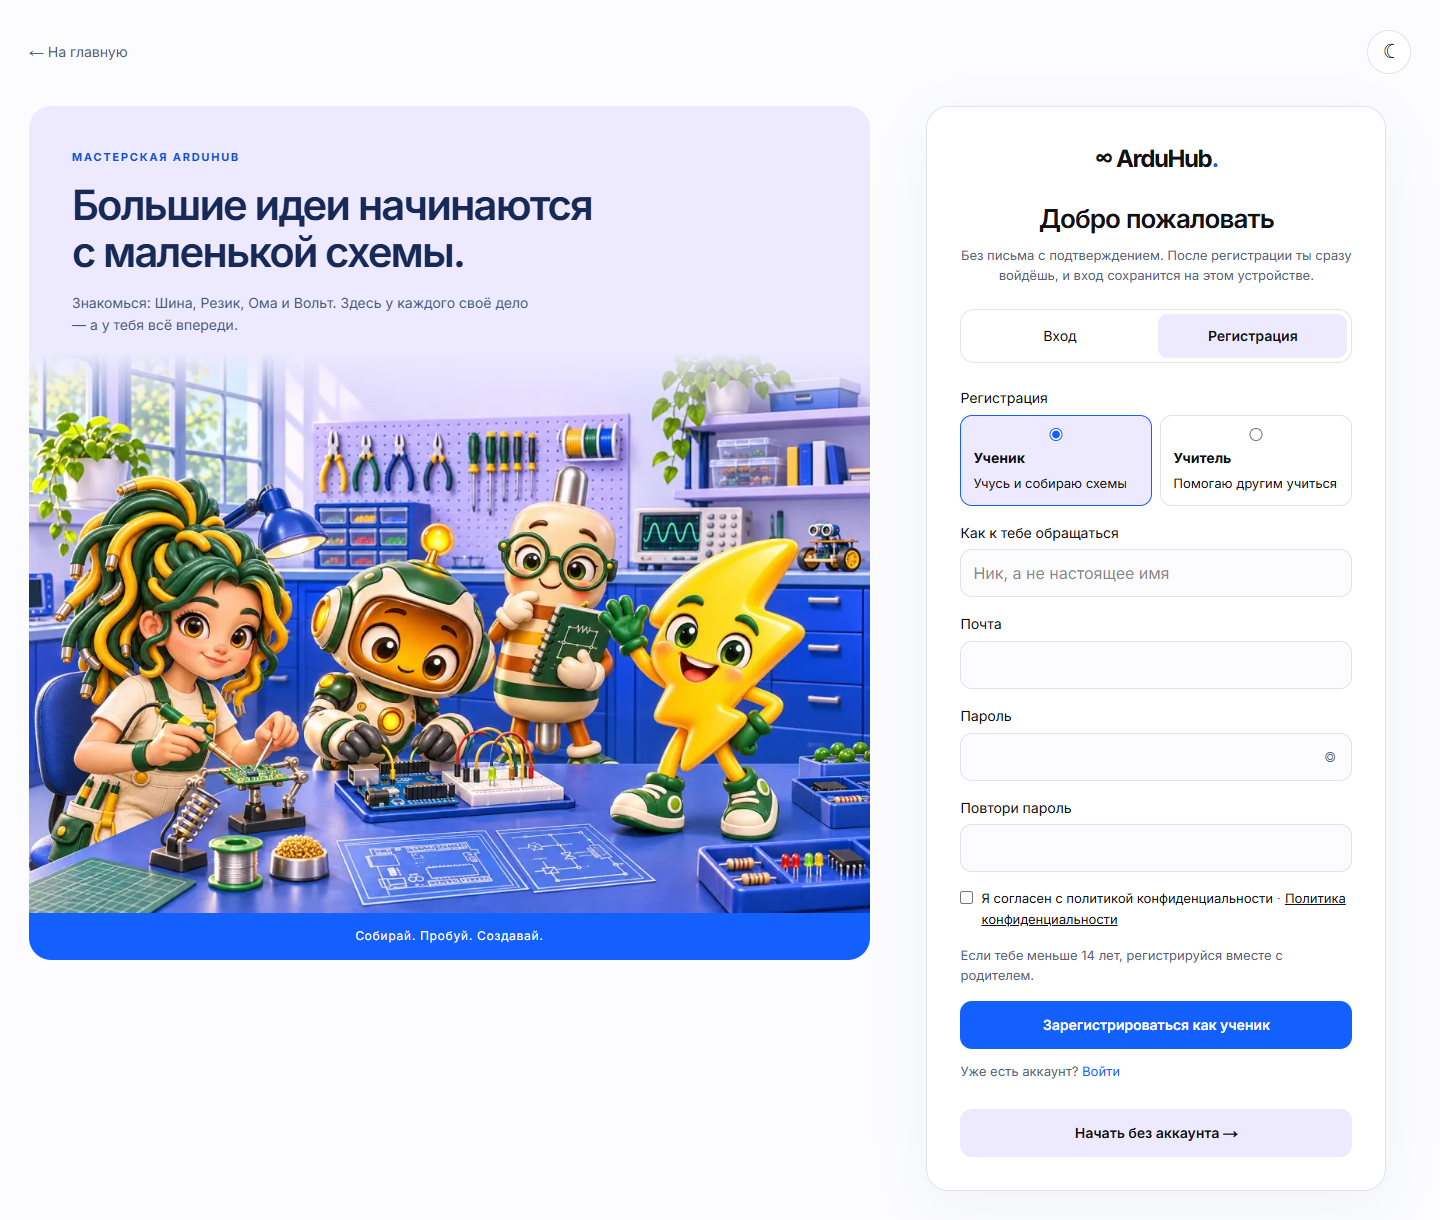 ← На главную
МАСТЕРСКАЯ ARDUHUB
Большие идеи начинаются
с маленькой схемы.
Знакомься: Шина, Резик, Ома и Вольт. Здесь у каждого своё дело
— а у тебя всё впереди.
Собирай. Пробуй. Создавай.
∞ ArduHub.
Добро пожаловать
Без письма с подтверждением. После регистрации ты сразу
войдёшь, и вход сохранится на этом устройстве.
Вход
Регистрация
Регистрация
Ученик
Учусь и собираю схемы
Учитель
Помогаю другим учиться
Как к тебе обращаться
Ник, а не настоящее имя
Почта
Пароль
Повтори пароль
Я согласен с политикой конфиденциальности · Политика
конфиденциальности
Если тебе меньше 14 лет, регистрируйся вместе с
родителем.
Зарегистрироваться как ученик
Уже есть аккаунт? Войти
Начать без аккаунта →